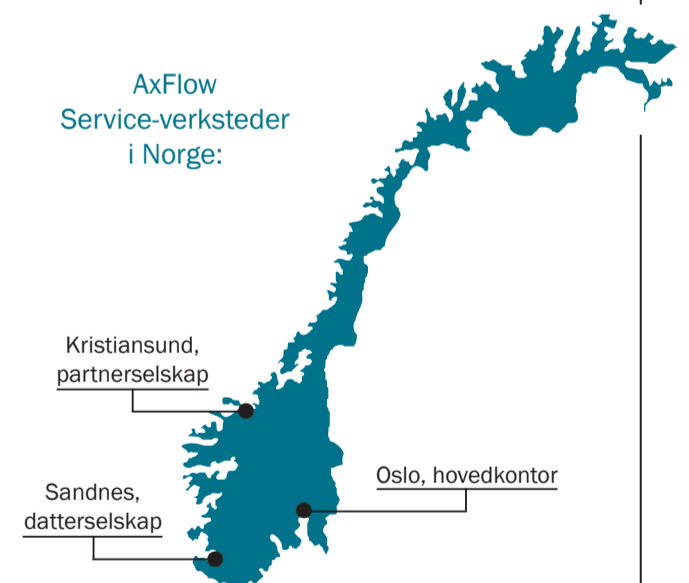 AxFlow
Service-verksteder
i Norge:
Kristiansund,
partnerselskap
Oslo, hovedkontor
Sandnes,
datterselskap